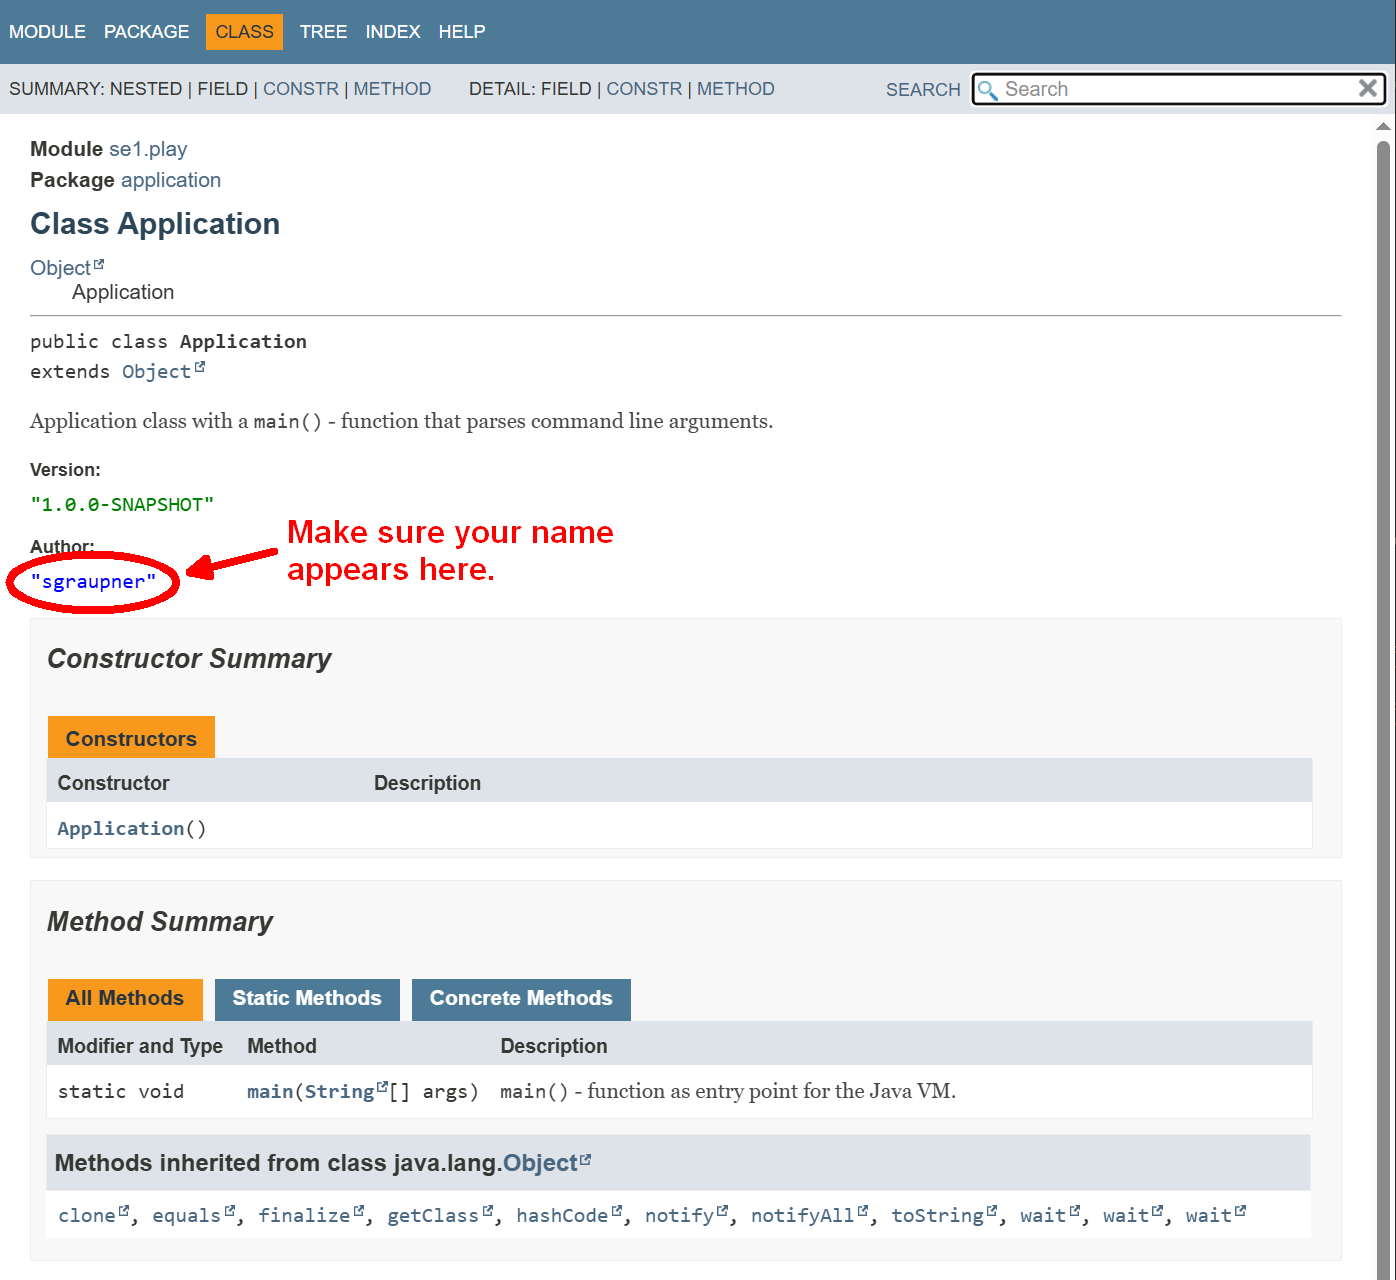 MODULE PACKAGE CLASS TREE INDEX HELP
SUMMARY: NESTED | FIELD | CONSTR | METHOD DETAIL: FIELD | CONSTR | METHOD SEARCH Search
Module se1.play
Package application
Class Application
Object
Application
public class Application
extends Object
Application class with a main() - function that parses command line arguments.
Version:
"1.0.0-SNAPSHOT"
Author:
"sgraupner"
Make sure your name
appears here.
Constructor Summary
Constructors
Constructor Description
Application()
Method Summary
All Methods Static Methods Concrete Methods
Modifier and Type Method Description
static void main(String[] args) main() - function as entry point for the Java VM.
Methods inherited from class java.lang.Object
clone, equals, finalize, getClass, hashCode, notify, notifyAll, toString, wait, wait, wait